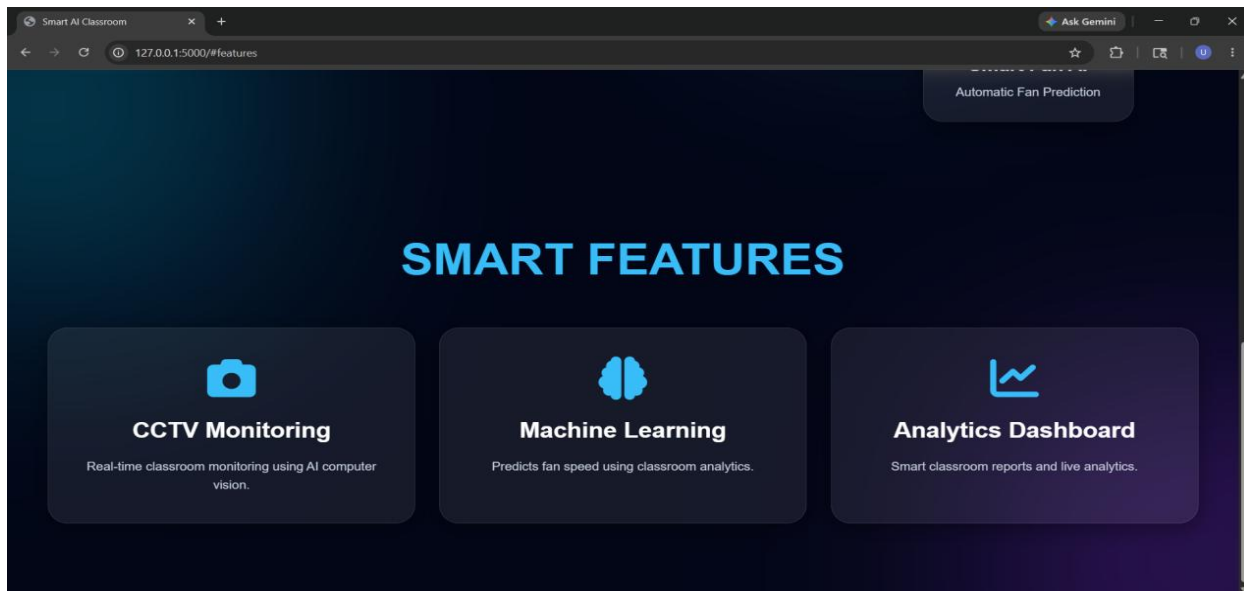 Smart AI Classroom
Ask Gemini
127.0.0.1:5000/#features
U
Automatic Fan Prediction
SMART FEATURES
CCTV Monitoring
Real-time classroom monitoring using AI computer
vision.
Machine Learning
Predicts fan speed using classroom analytics.
Analytics Dashboard
Smart classroom reports and live analytics.